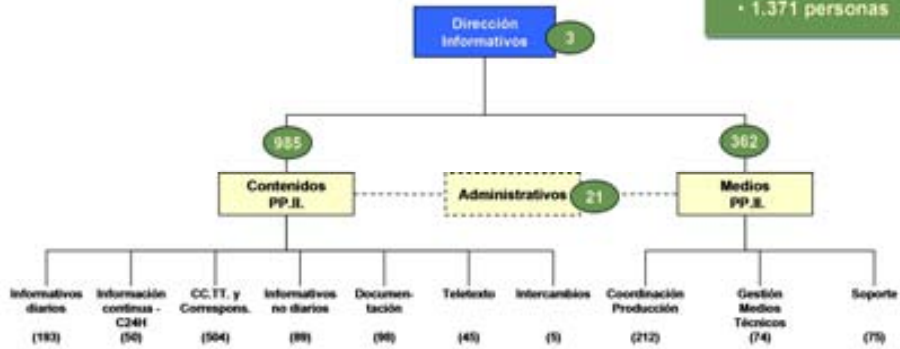 • 1.371 personas
Dirección
Informativos
3
985
362
Contenidos
PP.II.
Administrativos
21
Medios
PP.II.
Informativos
diarios
(193)
Información
continua -
C24H
(50)
CC.TT. y
Correspons.
(504)
Informativos
no diarios
(89)
Documen-
tación
(98)
Teletexto
(45)
Intercambios
(5)
Coordinación
Producción
(212)
Gestión
Medios
Técnicos
(74)
Soporte
(75)